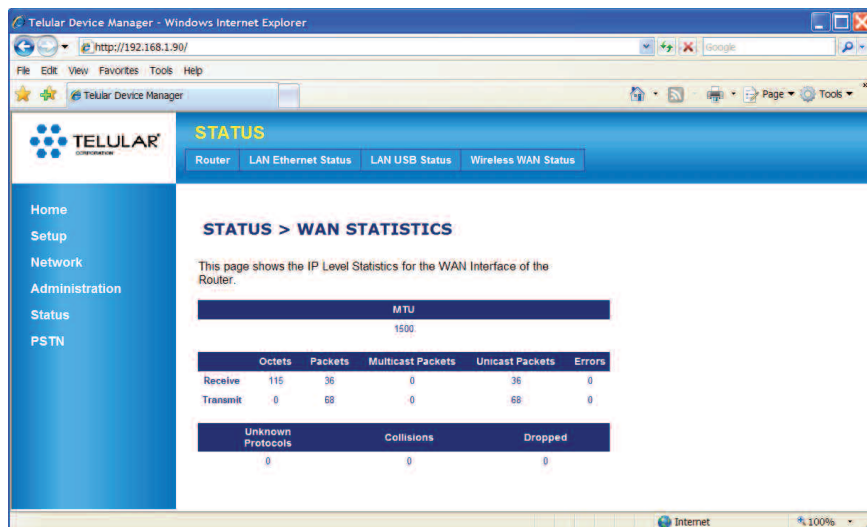 Telular Device Manager - Windows Internet Explorer
http://192.168.1.90/
Google
File Edit View Favorites Tools Help
Telular Device Manager
Page Tools
TELULAR
CORPORATION
STATUS
Router LAN Ethernet Status LAN USB Status Wireless WAN Status
Home
Setup
Network
Administration
Status
PSTN
STATUS > WAN STATISTICS
This page shows the IP Level Statistics for the WAN Interface of the
Router.
MTU
1500
Octets Packets Multicast Packets Unicast Packets Errors
Receive 115 36 0 36 0
Transmit 0 68 0 68 0
Unknown
Protocols Collisions Dropped
0 0 0
Internet 100%